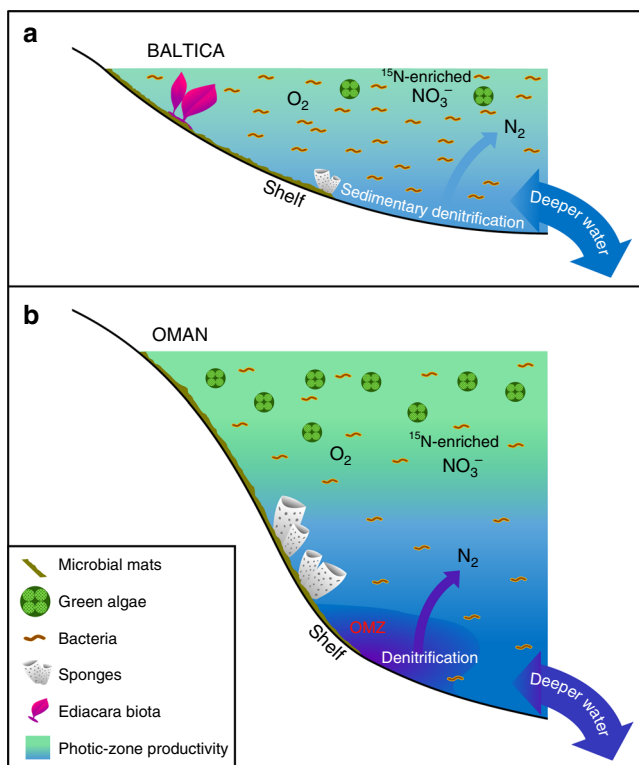 a
BALTICA
¹⁵N-enriched
NO₃⁻
O₂
N₂
Shelf
Sedimentary denitrification
Deeper water
b
OMAN
¹⁵N-enriched
NO₃⁻
O₂
N₂
OMZ
Denitrification
Shelf
Deeper water
Microbial mats
Green algae
Bacteria
Sponges
Ediacara biota
Photic-zone productivity